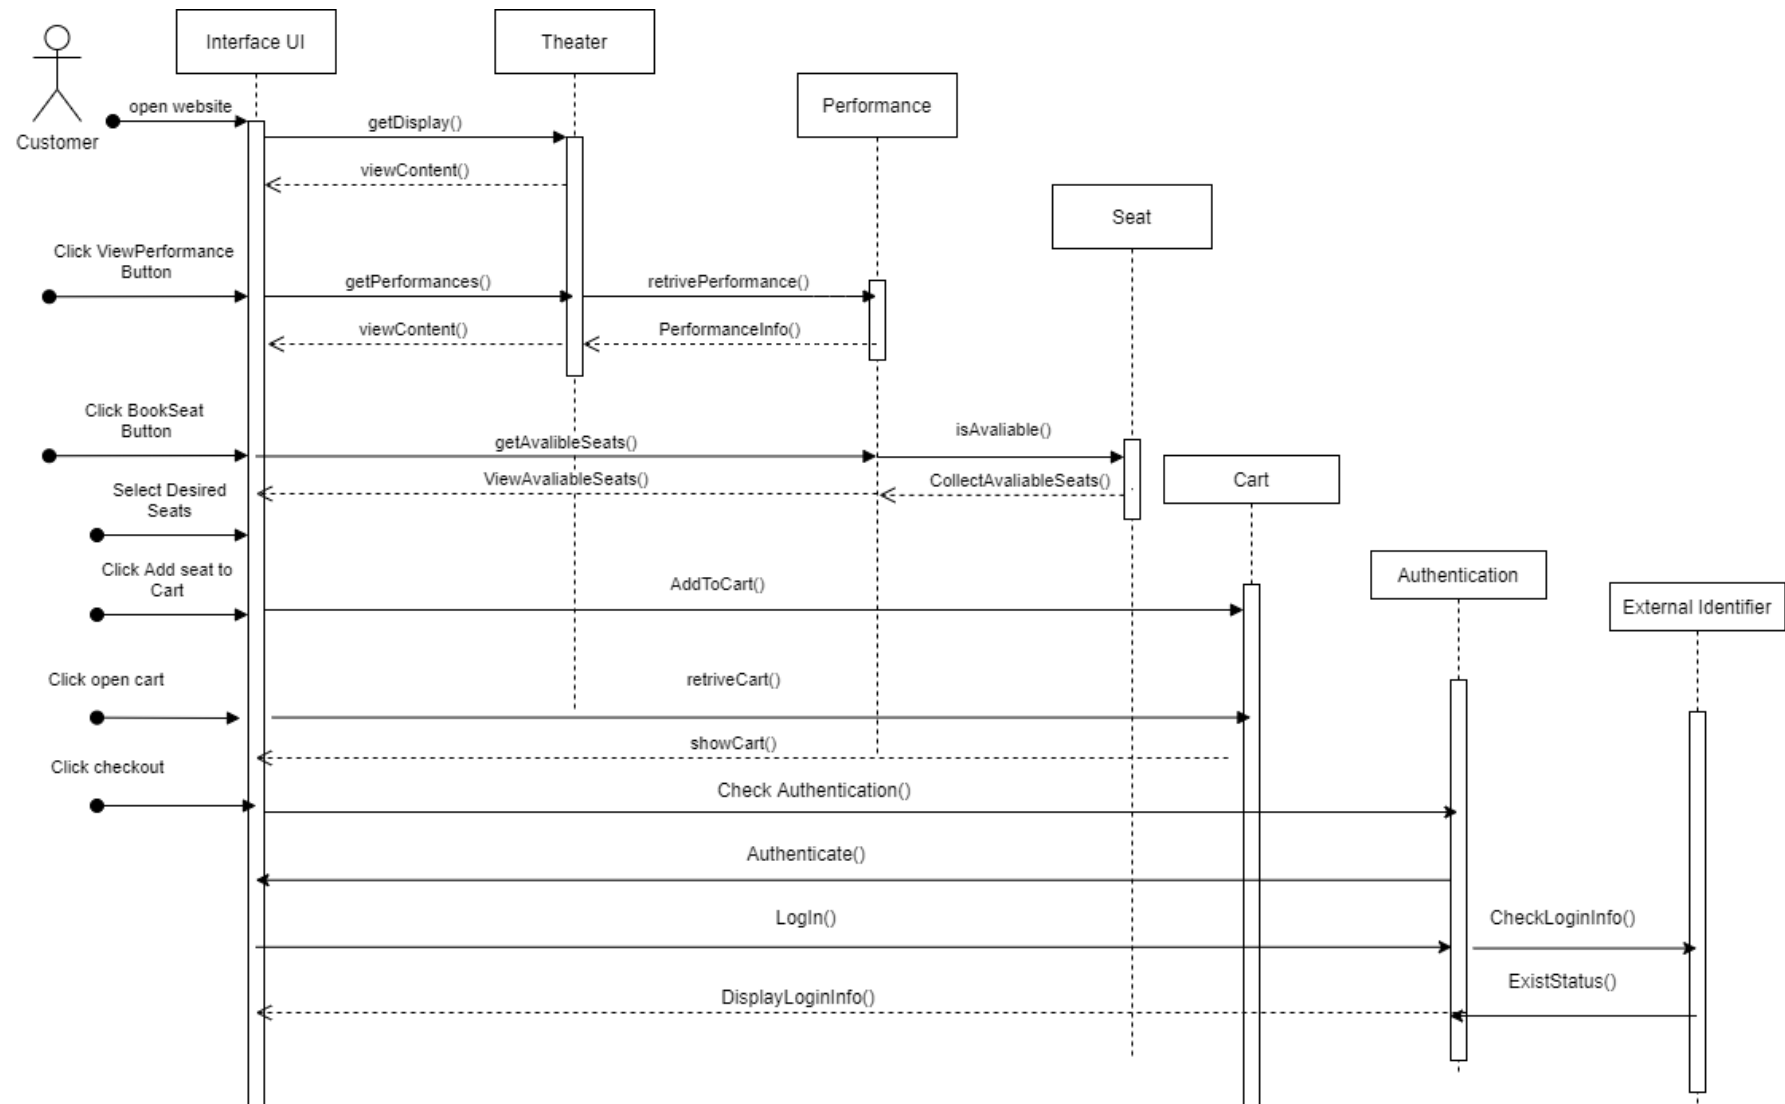 Interface UI
Theater
Performance
open website
getDisplay()
Customer
viewContent()
Seat
Click ViewPerformance
Button
getPerformances()
retrivePerformance()
viewContent()
PerformanceInfo()
Click BookSeat
Button
getAvalibleSeats()
isAvaliable()
ViewAvaliableSeats()
CollectAvaliableSeats()
Cart
Select Desired
Seats
Click Add seat to
Cart
AddToCart()
Authentication
External Identifier
Click open cart
retriveCart()
showCart()
Click checkout
Check Authentication()
Authenticate()
LogIn()
CheckLoginInfo()
ExistStatus()
DisplayLoginInfo()